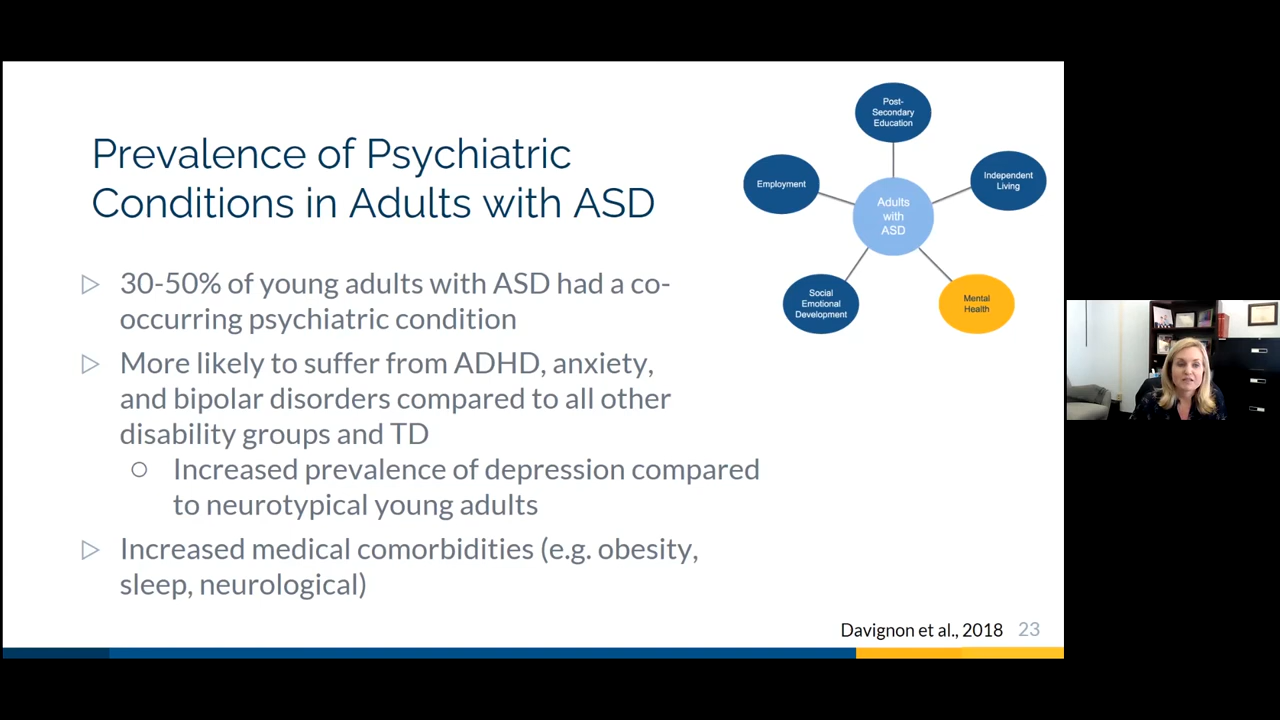 Prevalence of Psychiatric
Conditions in Adults with ASD
▷ 30-50% of young adults with ASD had a co-
occurring psychiatric condition
▷ More likely to suffer from ADHD, anxiety,
and bipolar disorders compared to all other
disability groups and TD
○ Increased prevalence of depression compared
to neurotypical young adults
▷ Increased medical comorbidities (e.g. obesity,
sleep, neurological)
Post-
Secondary
Education
Employment
Independent
Living
Adults
with
ASD
Social
Emotional
Development
Mental
Health
Davignon et al., 2018 23